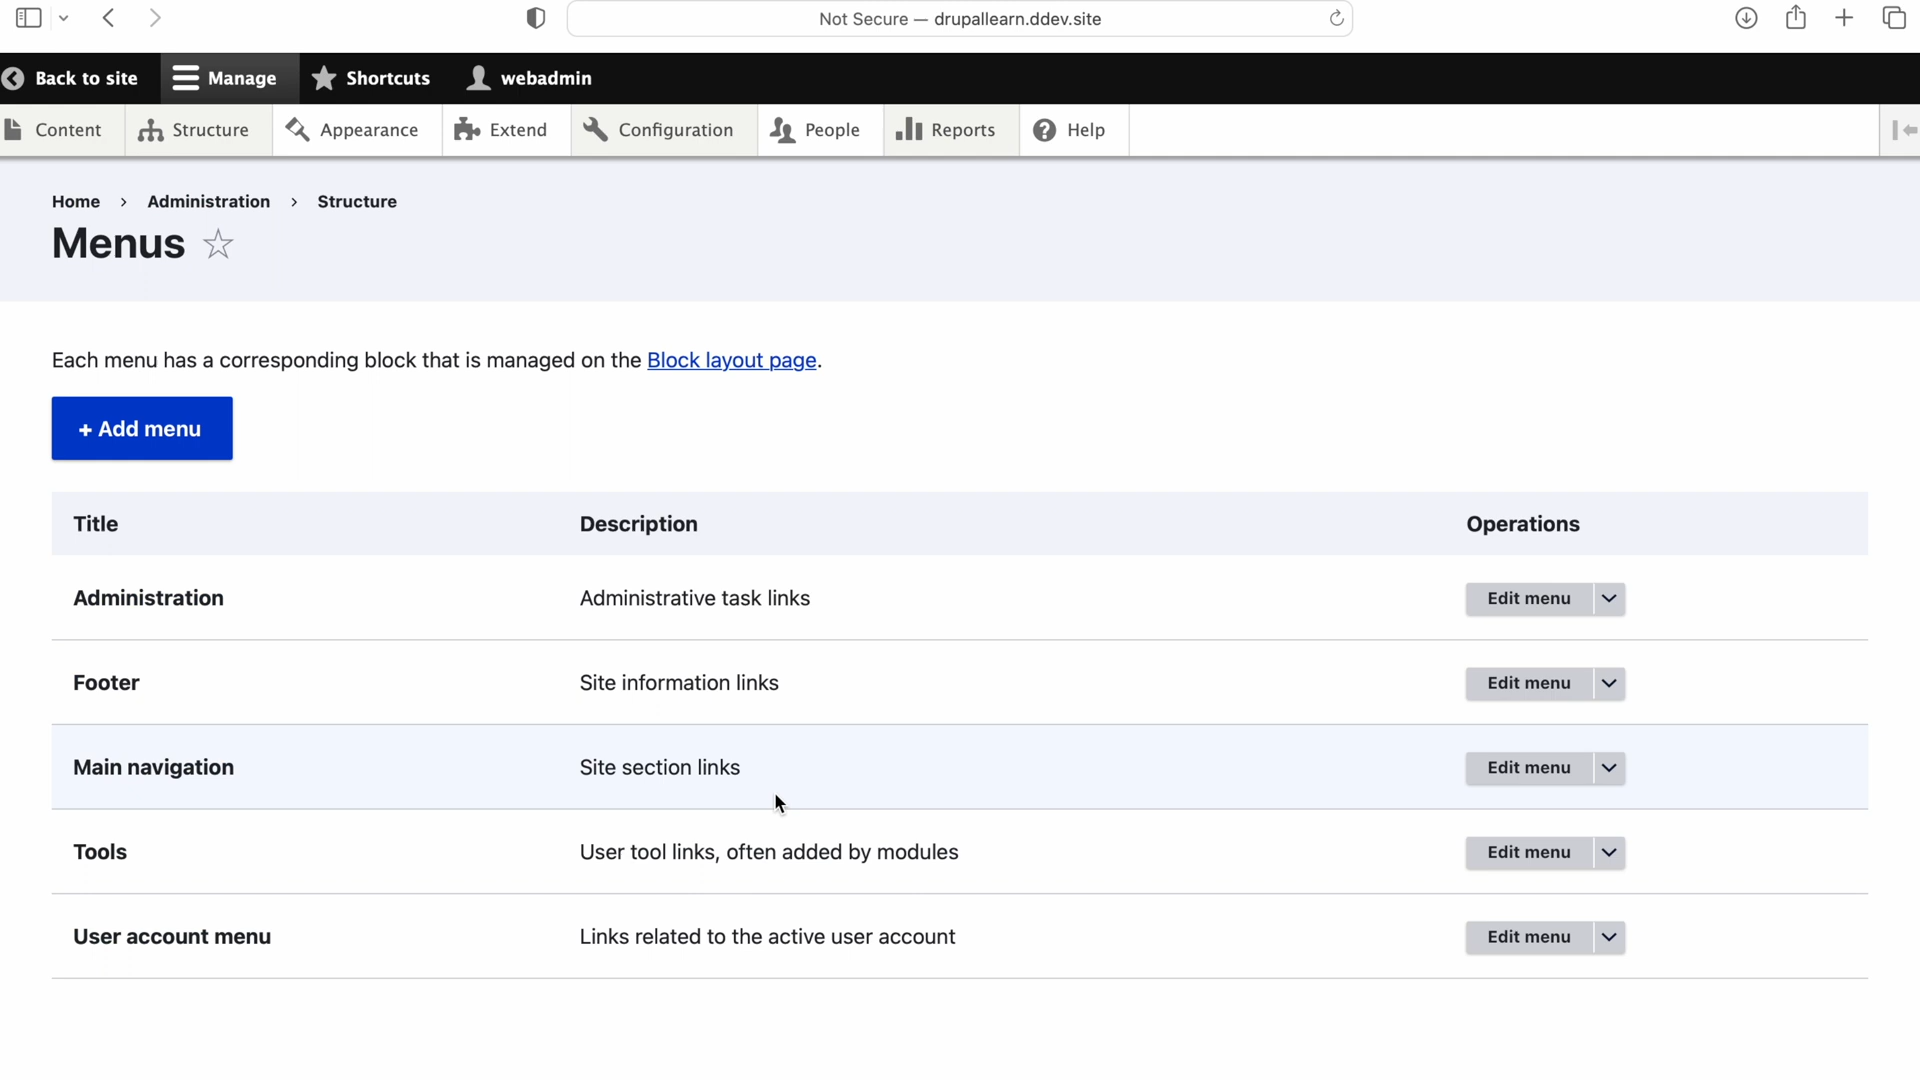 Not Secure — drupallearn.ddev.site
Back to site Manage Shortcuts webadmin
Content Structure Appearance Extend Configuration People Reports Help
Home › Administration › Structure
Menus
Each menu has a corresponding block that is managed on the Block layout page.
+ Add menu
Title Description Operations
Administration Administrative task links Edit menu
Footer Site information links Edit menu
Main navigation Site section links Edit menu
Tools User tool links, often added by modules Edit menu
User account menu Links related to the active user account Edit menu